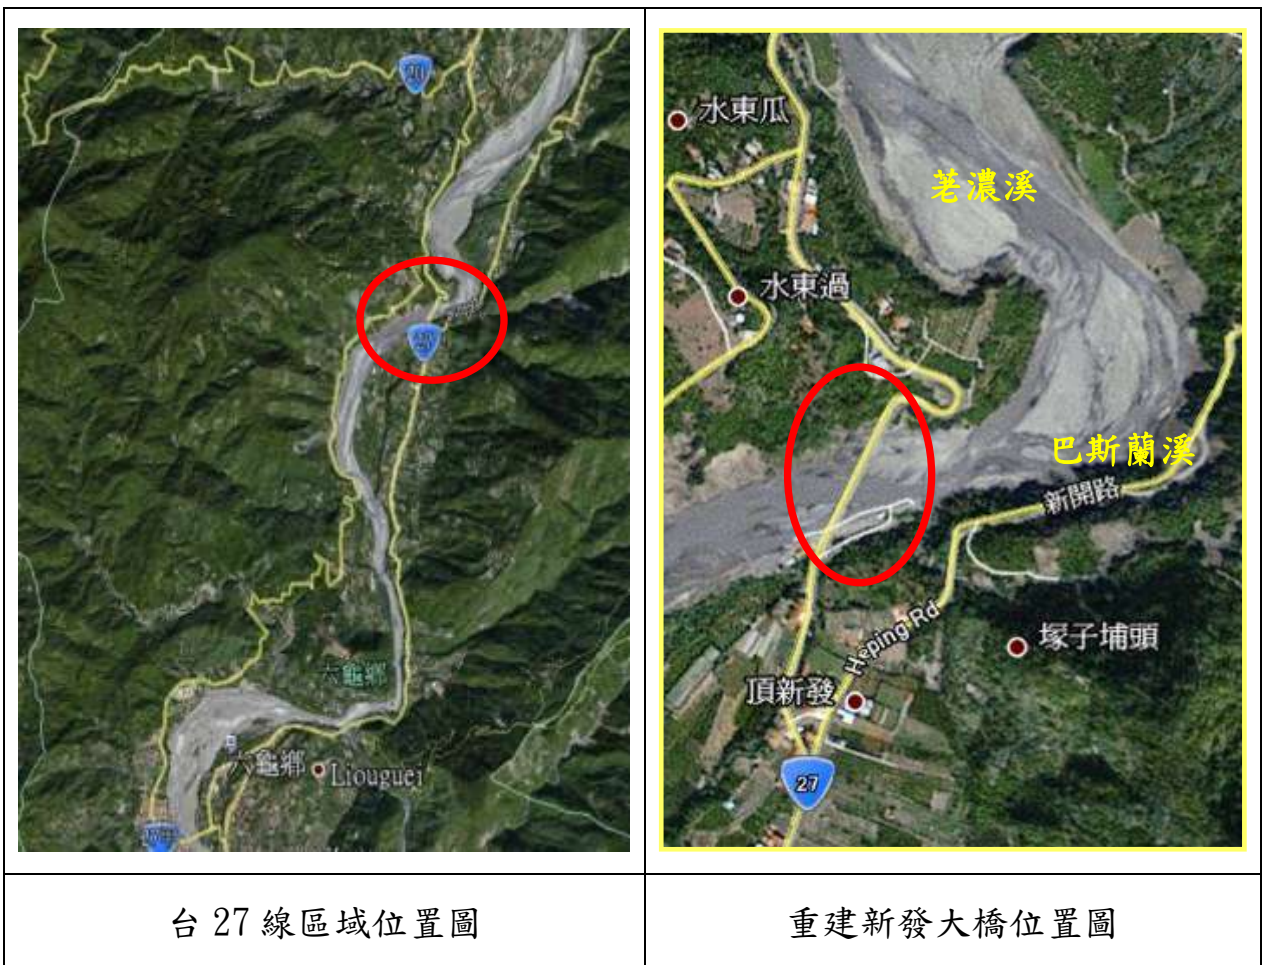 20
六龜鄉
六龜鄉
Liouguei
台 27 線區域位置圖
水東瓜
荖濃溪
水東過
巴斯蘭溪
新開路
Heping Rd
塚子埔頭
頂新發
27
重建新發大橋位置圖